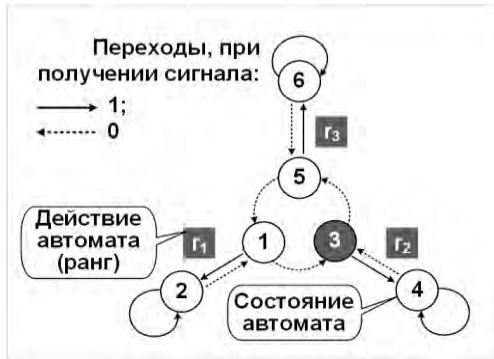 Переходы, при
получении сигнала:
1;
0
6
r₃
5
Действие
автомата
(ранг)
r₁
1
3
r₂
2
Состояние
автомата
4